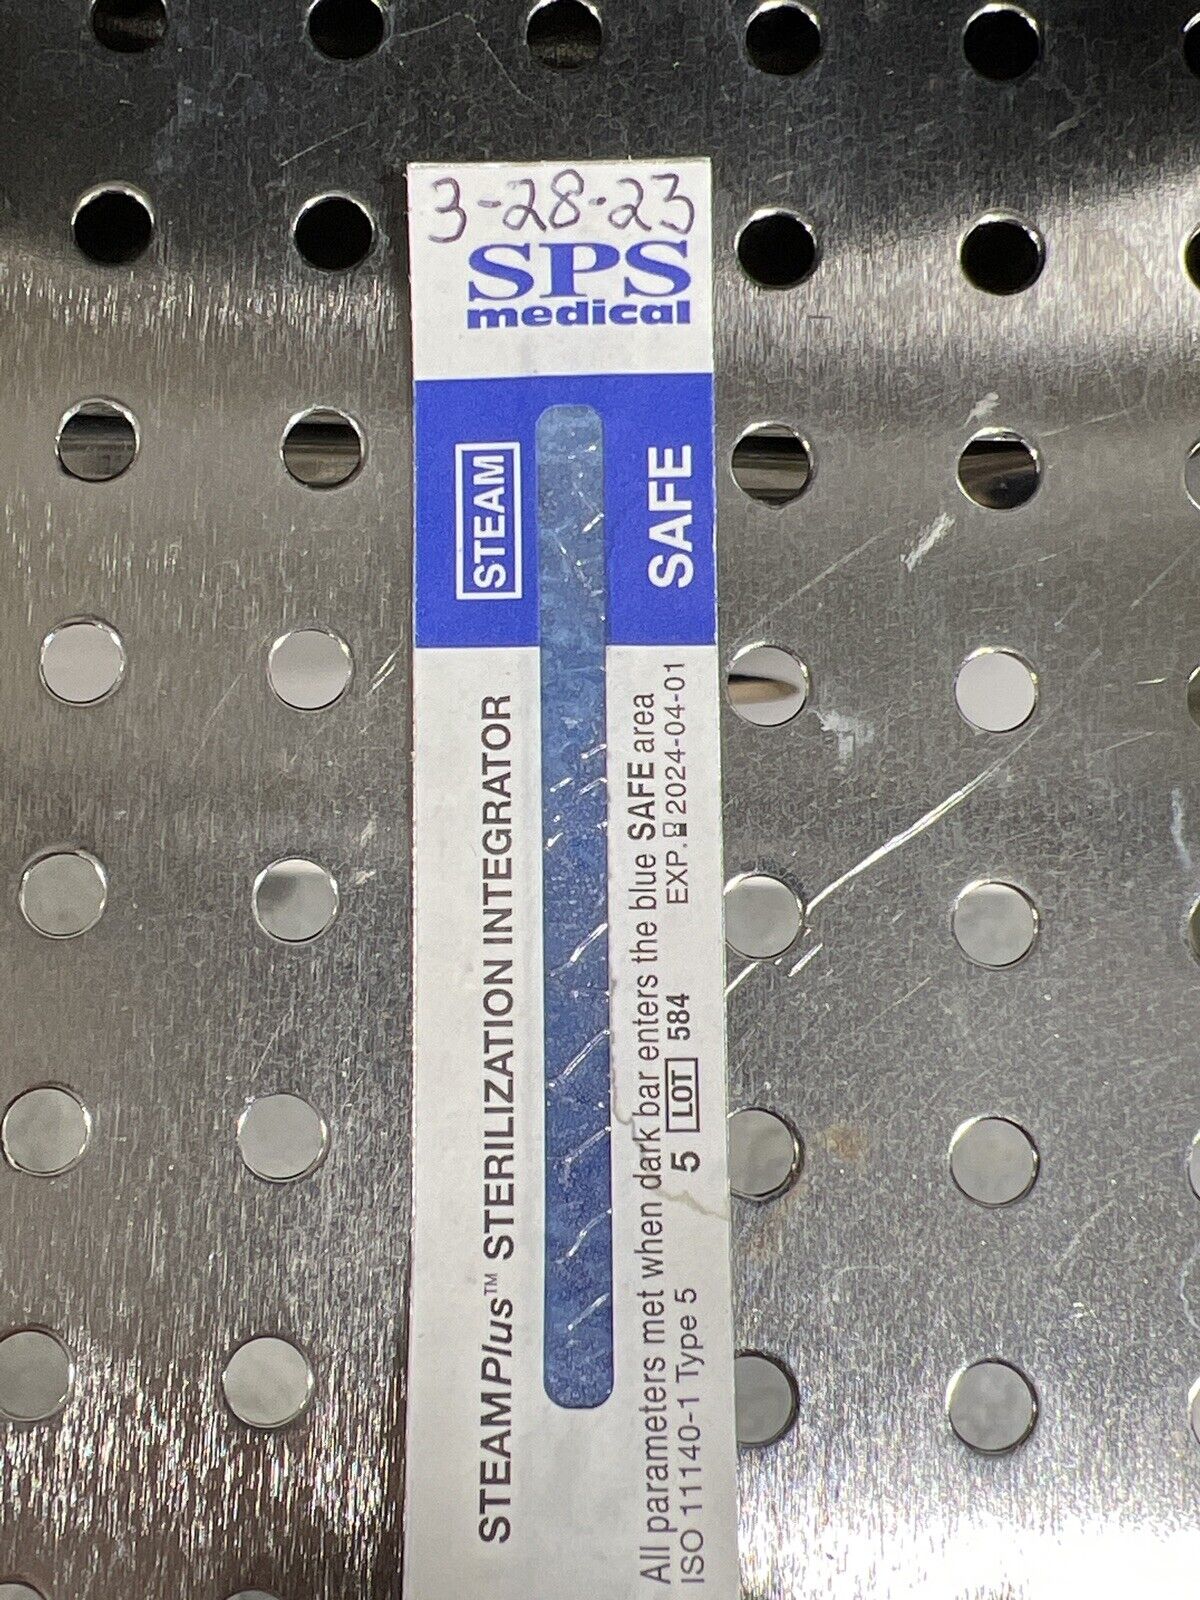 3-28-23
SPS
medical
STEAM
SAFE
STEAMPlus™ STERILIZATION INTEGRATOR
All parameters met when dark bar enters the blue SAFE area
ISO 11140-1 Type 5 5 LOT 584 EXP. 2024-04-01